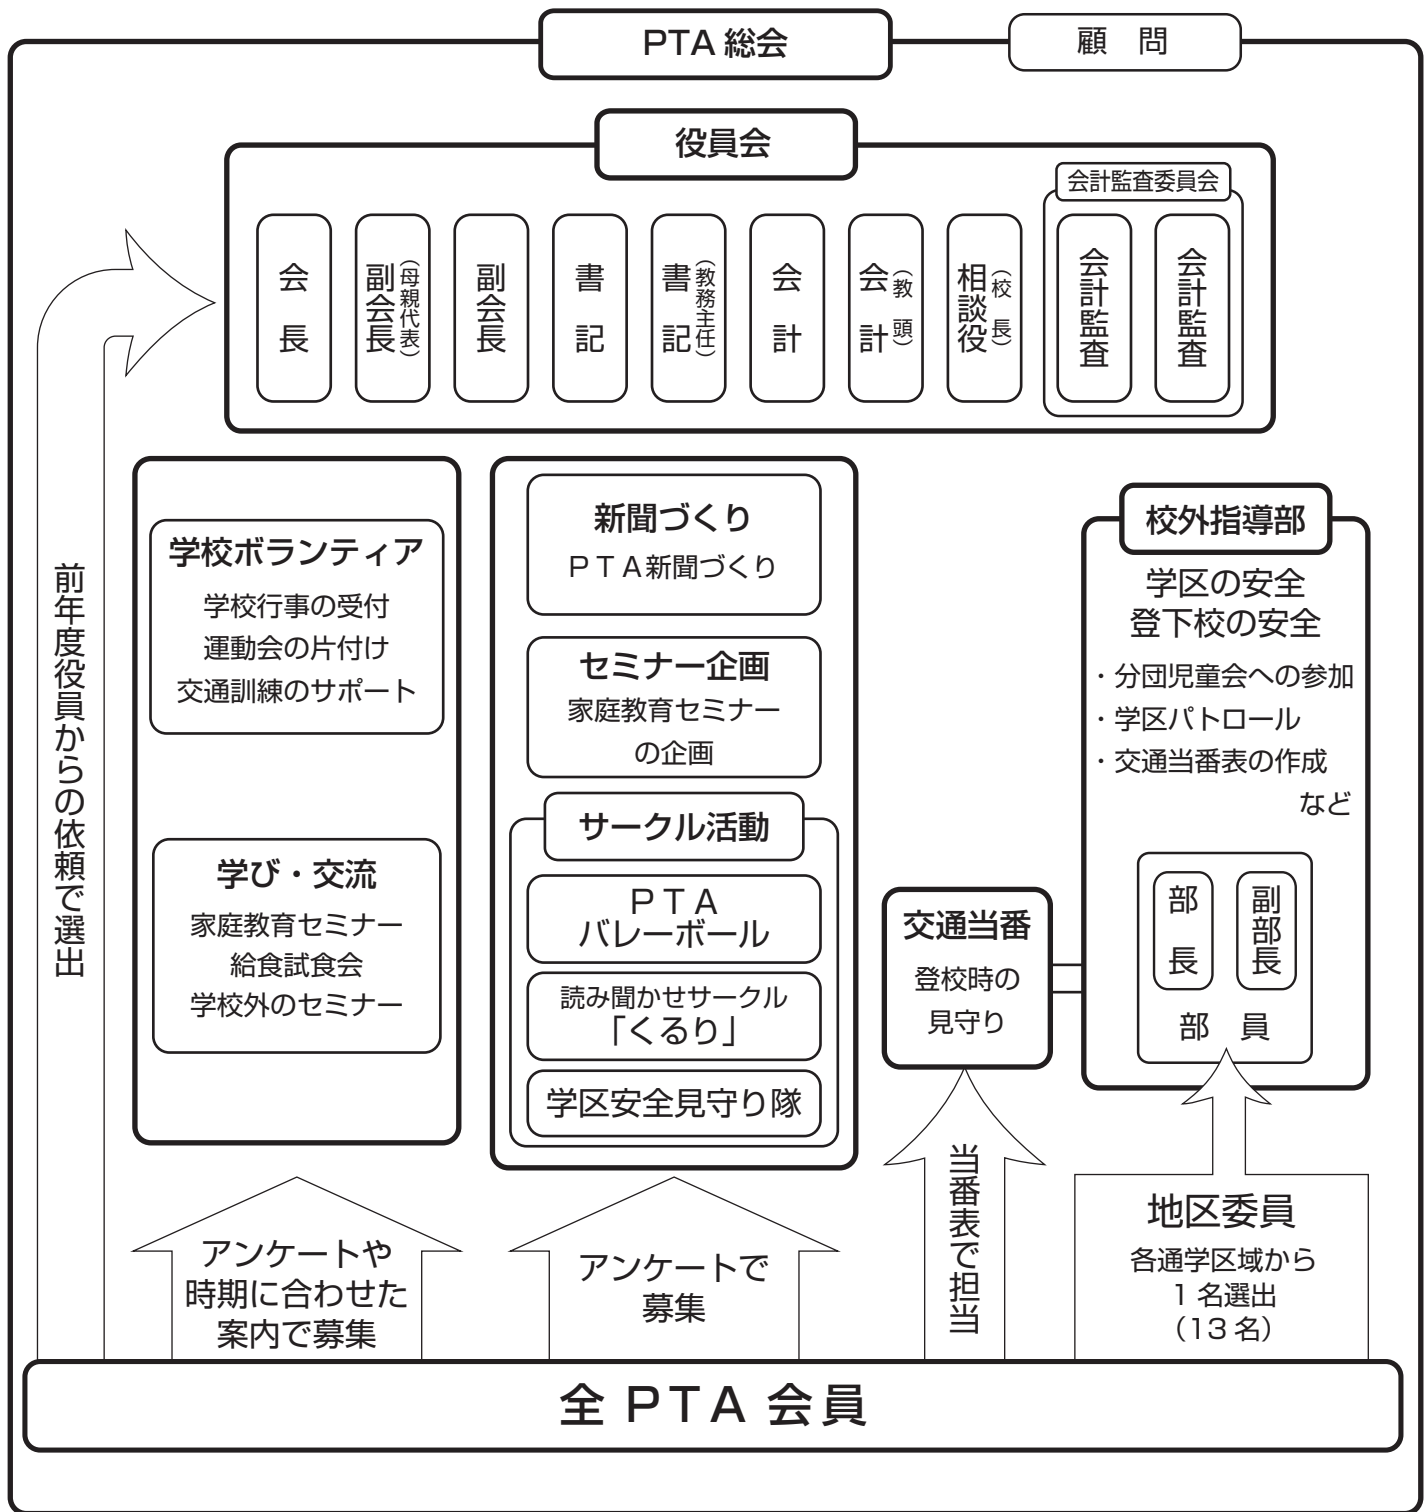 PTA 総会
顧　問
役員会
会計監査委員会
会長
副会長
（母親代表）
副会長
書記
書記
（教務主任）
会計
会計
（教頭）
相談役
（校長）
会計監査
会計監査
前年度役員からの依頼で選出
学校ボランティア
学校行事の受付
運動会の片付け
交通訓練のサポート
学び・交流
家庭教育セミナー
給食試食会
学校外のセミナー
新聞づくり
ＰＴＡ新聞づくり
セミナー企画
家庭教育セミナー
の企画
サークル活動
ＰＴＡ
バレーボール
読み聞かせサークル
「くるり」
学区安全見守り隊
交通当番
登校時の
見守り
校外指導部
学区の安全
登下校の安全
・分団児童会への参加
・学区パトロール
・交通当番表の作成
など
部長
副部長
部　員
アンケートや
時期に合わせた
案内で募集
アンケートで
募集
当番表で担当
地区委員
各通学区域から
1 名選出
（13 名）
全 PTA 会員